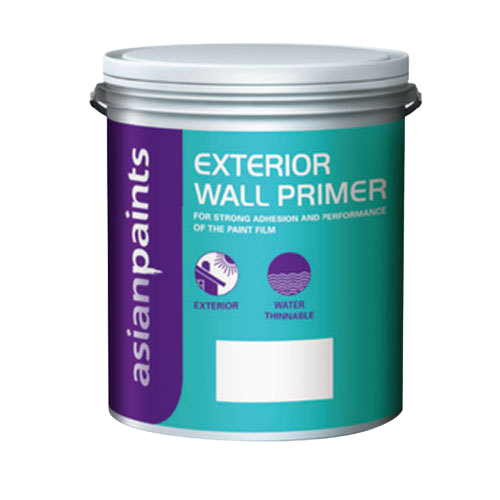 asianpaints
EXTERIOR
WALL PRIMER
FOR STRONG ADHESION AND PERFORMANCE
OF THE PAINT FILM
EXTERIOR
WATER
THINNABLE